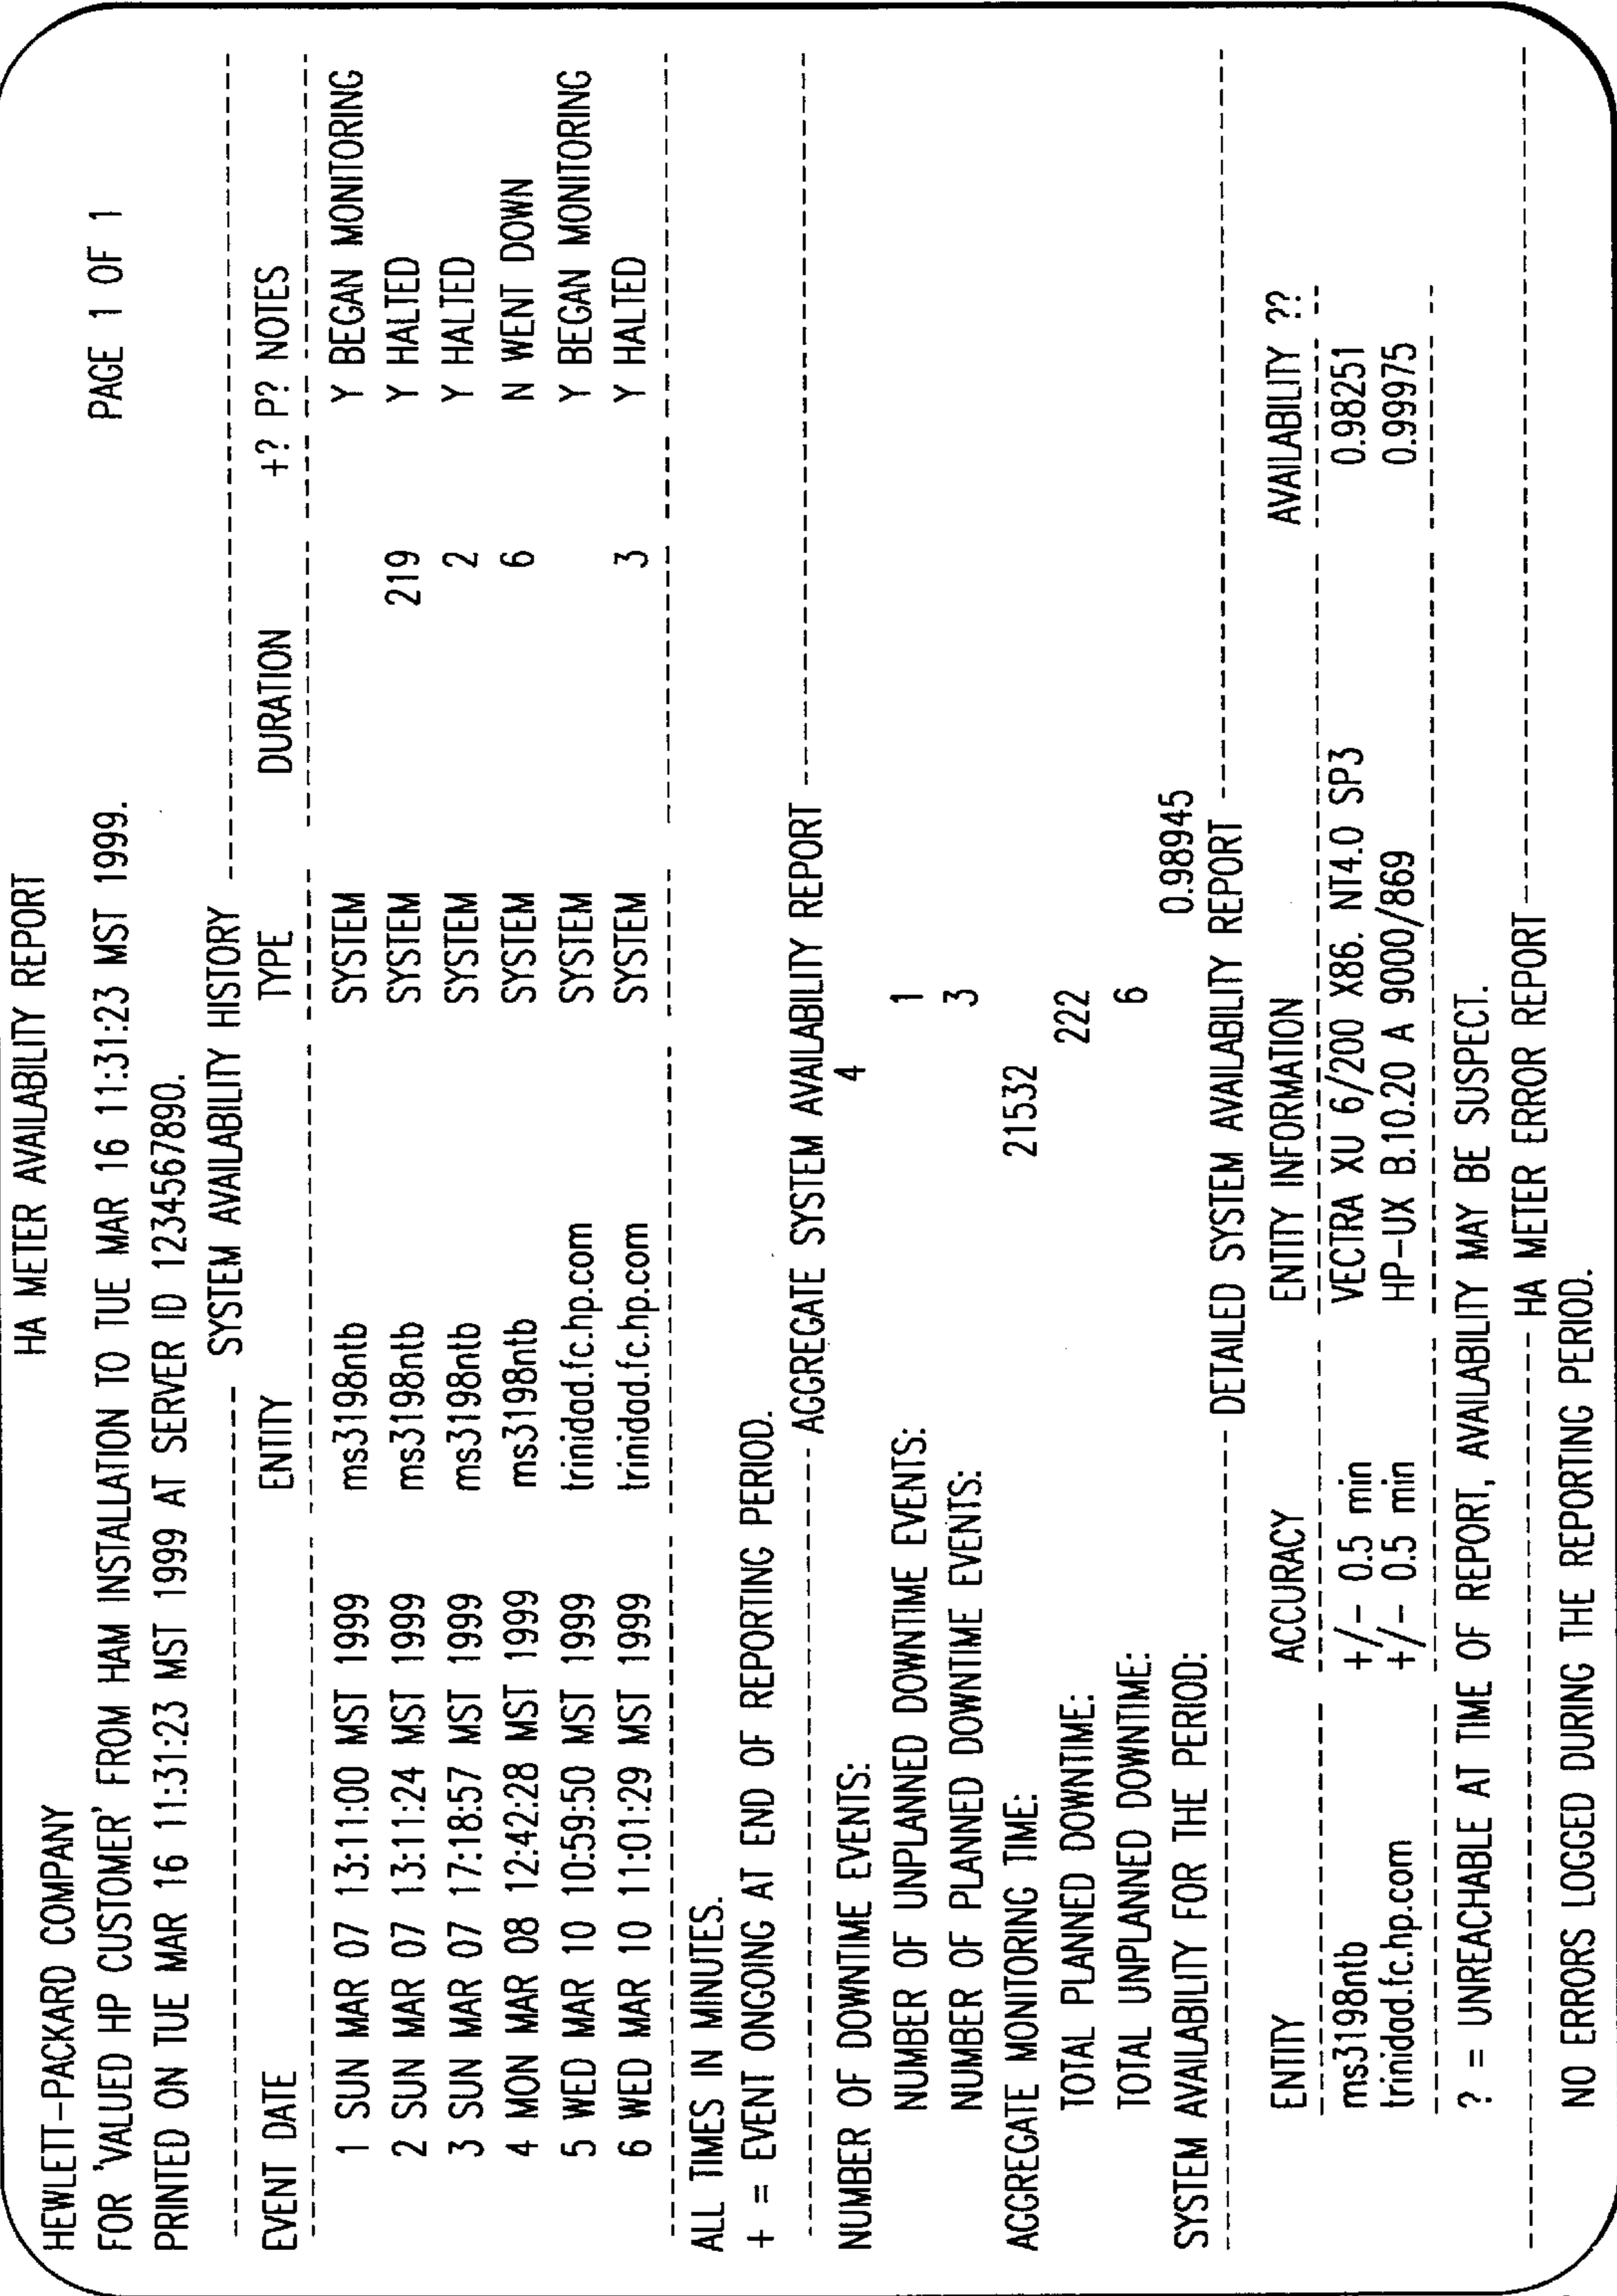 HEWLETT-PACKARD COMPANY HA METER AVAILABILITY REPORT
FOR 'VALUED HP CUSTOMER' FROM HAM INSTALLATION TO TUE MAR 16 11:31:23 MST 1999. PAGE 1 OF 1
PRINTED ON TUE MAR 16 11:31:23 MST 1999 AT SERVER ID 1234567890.
SYSTEM AVAILABILITY HISTORY
EVENT DATE ENTITY TYPE DURATION +? P? NOTES
1 SUN MAR 07 13:11:00 MST 1999 ms3198ntb SYSTEM Y BEGAN MONITORING
2 SUN MAR 07 13:11:24 MST 1999 ms3198ntb SYSTEM 219 Y HALTED
3 SUN MAR 07 17:18:57 MST 1999 ms3198ntb SYSTEM 2 Y HALTED
4 MON MAR 08 12:42:28 MST 1999 ms3198ntb SYSTEM 6 N WENT DOWN
5 WED MAR 10 10:59:50 MST 1999 trinidad.fc.hp.com SYSTEM Y BEGAN MONITORING
6 WED MAR 10 11:01:29 MST 1999 trinidad.fc.hp.com SYSTEM 3 Y HALTED
ALL TIMES IN MINUTES.
+ = EVENT ONGOING AT END OF REPORTING PERIOD.
AGGREGATE SYSTEM AVAILABILITY REPORT
NUMBER OF DOWNTIME EVENTS: 4
NUMBER OF UNPLANNED DOWNTIME EVENTS: 1
NUMBER OF PLANNED DOWNTIME EVENTS: 3
AGGREGATE MONITORING TIME: 21532
TOTAL PLANNED DOWNTIME: 222
TOTAL UNPLANNED DOWNTIME: 6
SYSTEM AVAILABILITY FOR THE PERIOD: 0.98945
DETAILED SYSTEM AVAILABILITY REPORT
ENTITY ACCURACY ENTITY INFORMATION AVAILABILITY ??
ms3198ntb +/- 0.5 min VECTRA XU 6/200 X86. NT4.0 SP3 0.98251
trinidad.fc.hp.com +/- 0.5 min HP-UX B.10.20 A 9000/869 0.99975
? = UNREACHABLE AT TIME OF REPORT, AVAILABILITY MAY BE SUSPECT.
HA METER ERROR REPORT
NO ERRORS LOGGED DURING THE REPORTING PERIOD.